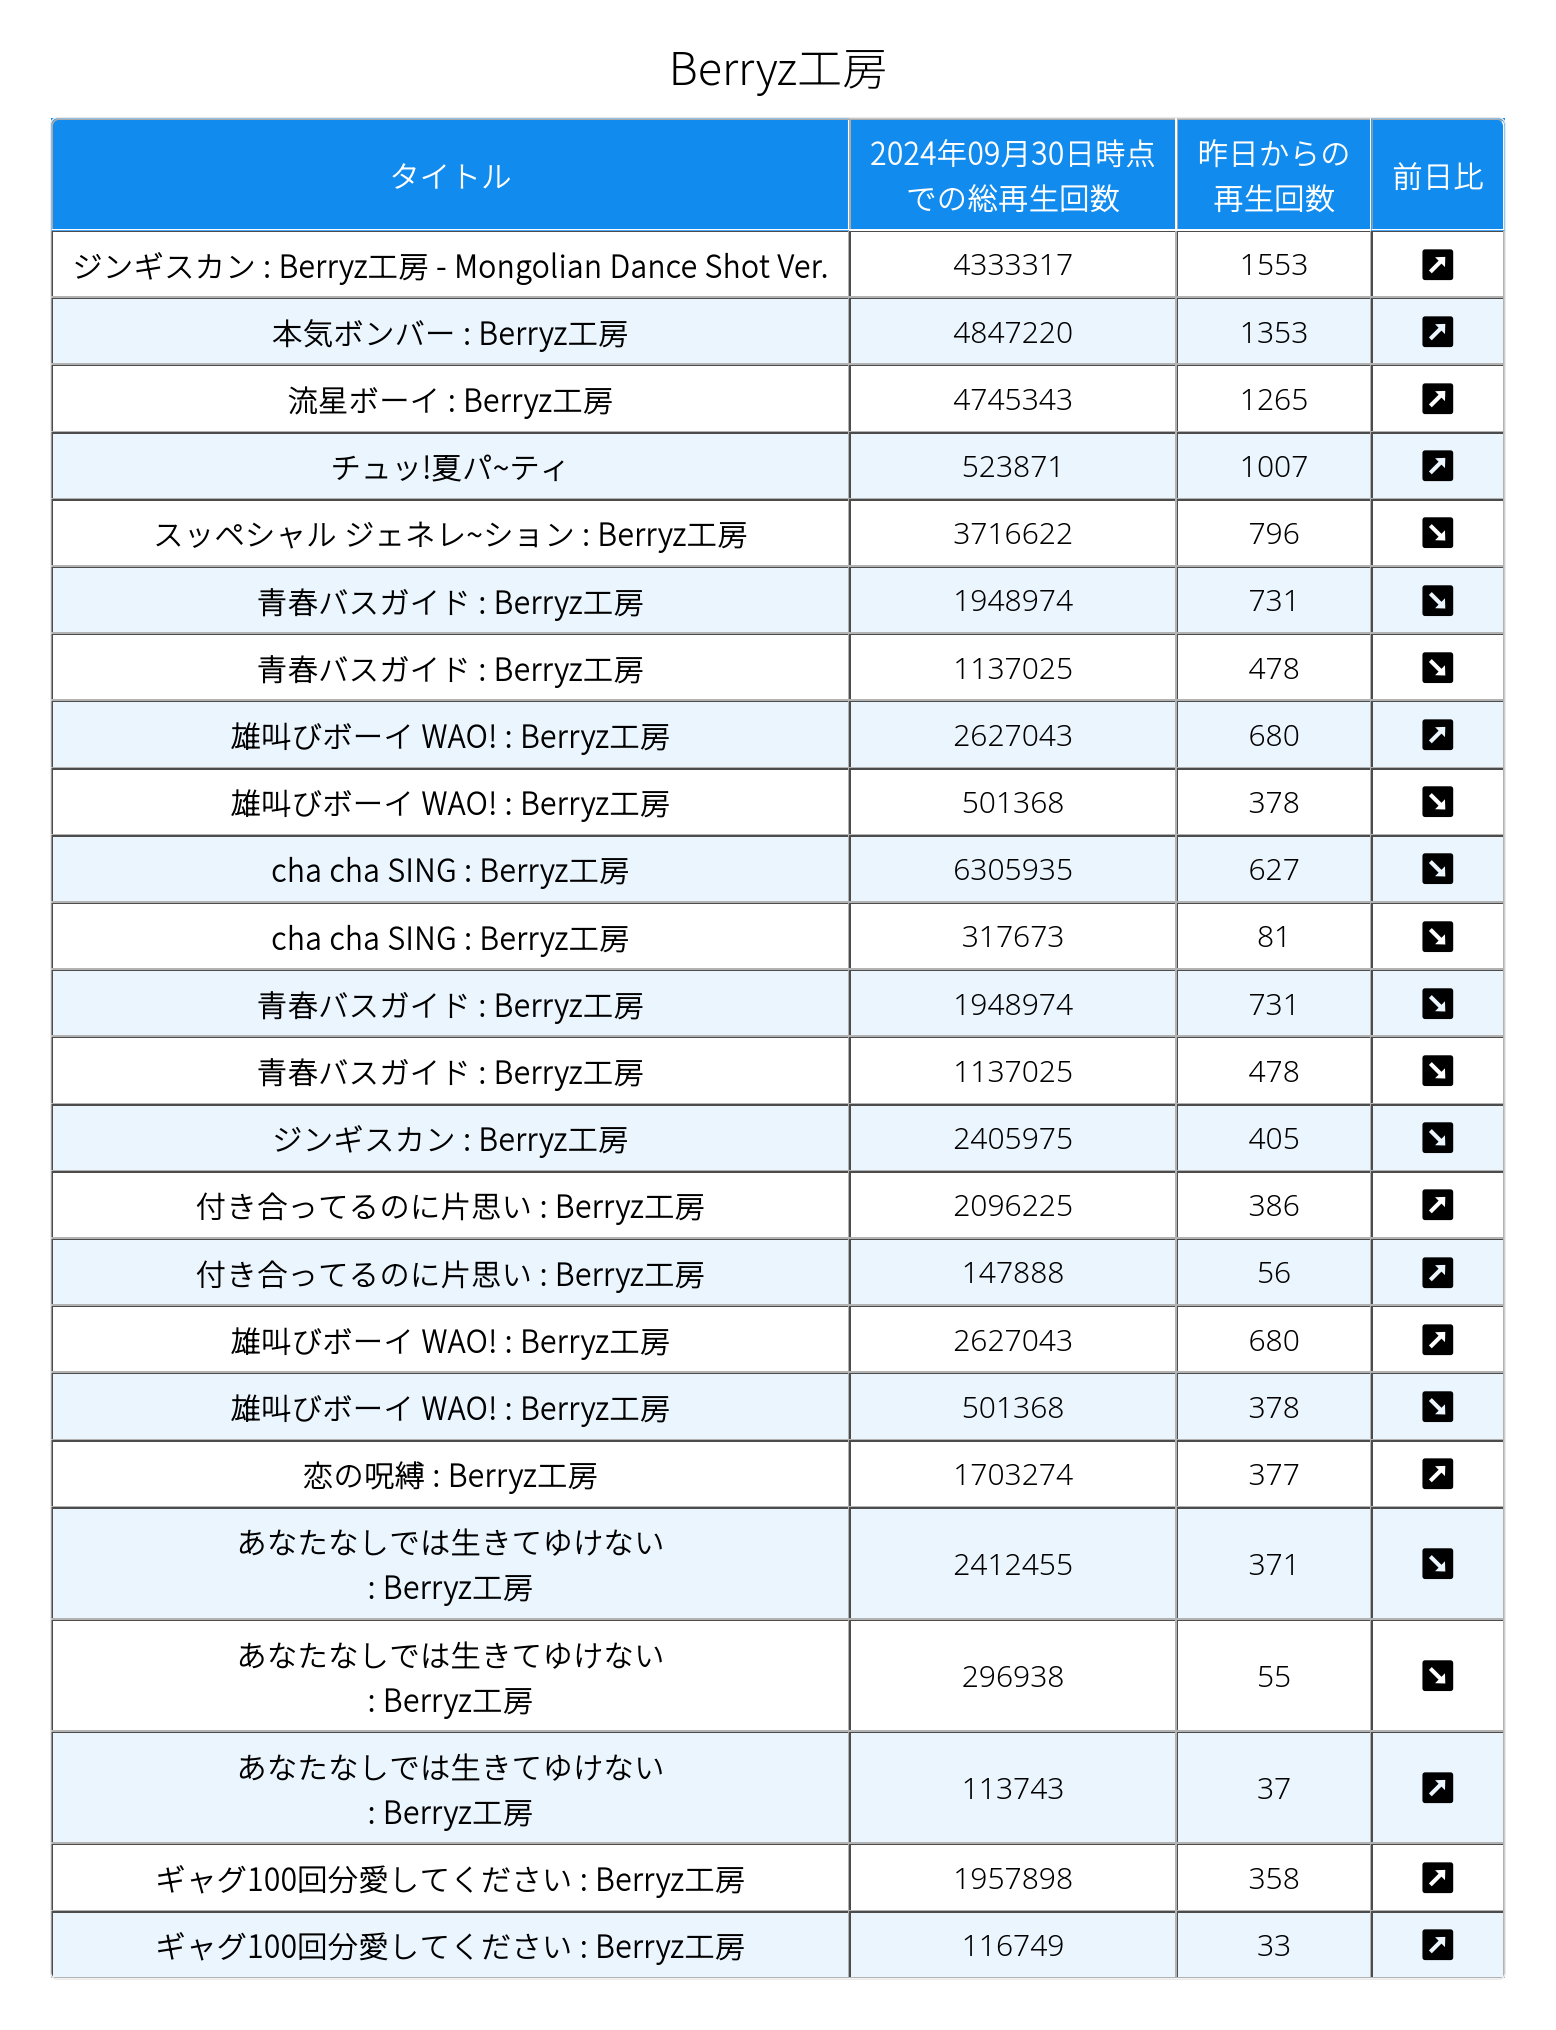 Berryz工房
タイトル
2024年09月30日時点
での総再生回数
昨日からの
再生回数
前日比
ジンギスカン : Berryz工房 - Mongolian Dance Shot Ver. 4333317 1553
本気ボンバー : Berryz工房 4847220 1353
流星ボーイ : Berryz工房 4745343 1265
チュッ!夏パ~ティ 523871 1007
スッペシャル ジェネレ~ション : Berryz工房 3716622 796
青春バスガイド : Berryz工房 1948974 731
青春バスガイド : Berryz工房 1137025 478
雄叫びボーイ WAO! : Berryz工房 2627043 680
雄叫びボーイ WAO! : Berryz工房 501368 378
cha cha SING : Berryz工房 6305935 627
cha cha SING : Berryz工房 317673 81
青春バスガイド : Berryz工房 1948974 731
青春バスガイド : Berryz工房 1137025 478
ジンギスカン : Berryz工房 2405975 405
付き合ってるのに片思い : Berryz工房 2096225 386
付き合ってるのに片思い : Berryz工房 147888 56
雄叫びボーイ WAO! : Berryz工房 2627043 680
雄叫びボーイ WAO! : Berryz工房 501368 378
恋の呪縛 : Berryz工房 1703274 377
あなたなしでは生きてゆけない
: Berryz工房 2412455 371
あなたなしでは生きてゆけない
: Berryz工房 296938 55
あなたなしでは生きてゆけない
: Berryz工房 113743 37
ギャグ100回分愛してください : Berryz工房 1957898 358
ギャグ100回分愛してください : Berryz工房 116749 33